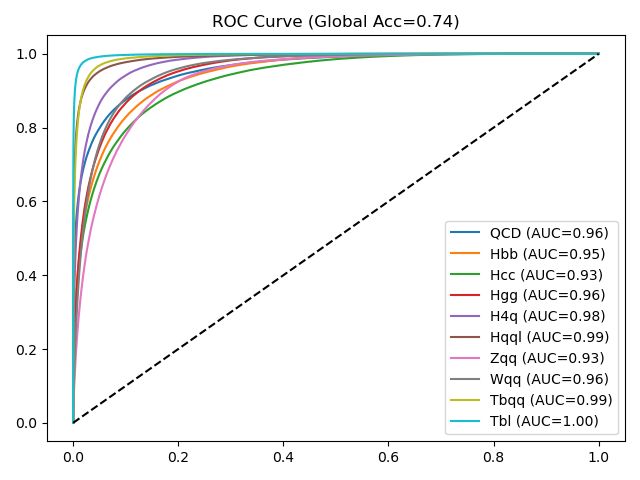 ROC Curve (Global Acc=0.74)
1.0
0.8
0.6
0.4
0.2
0.0
0.0 0.2 0.4 0.6 0.8 1.0
QCD (AUC=0.96)
Hbb (AUC=0.95)
Hcc (AUC=0.93)
Hgg (AUC=0.96)
H4q (AUC=0.98)
Hqql (AUC=0.99)
Zqq (AUC=0.93)
Wqq (AUC=0.96)
Tbqq (AUC=0.99)
Tbl (AUC=1.00)